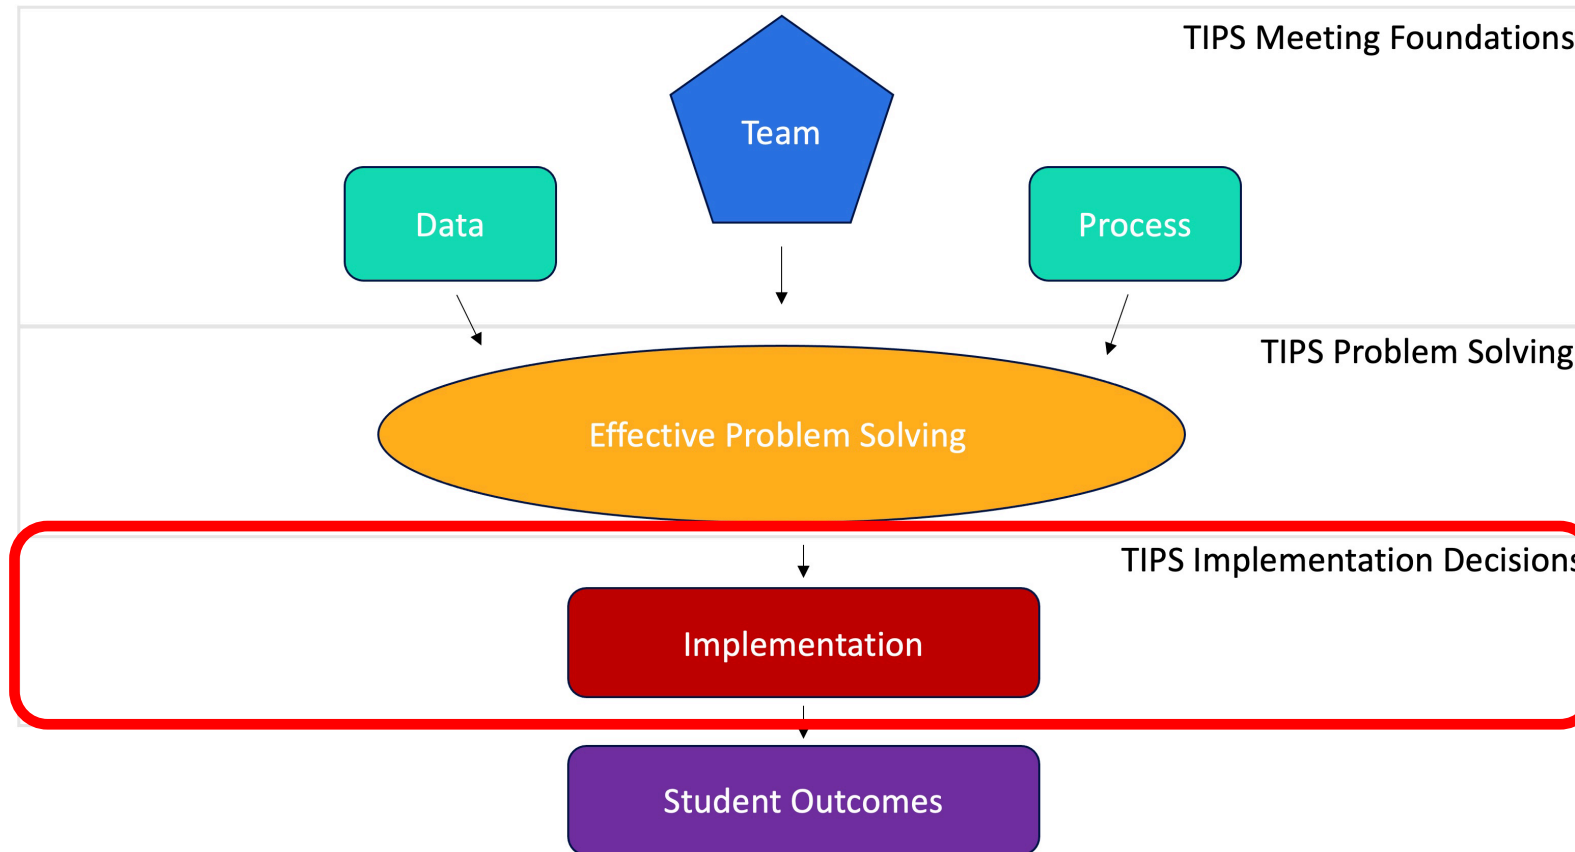 TIPS Meeting Foundations
Team
Data
Process
TIPS Problem Solving
Effective Problem Solving
TIPS Implementation Decisions
Implementation
Student Outcomes